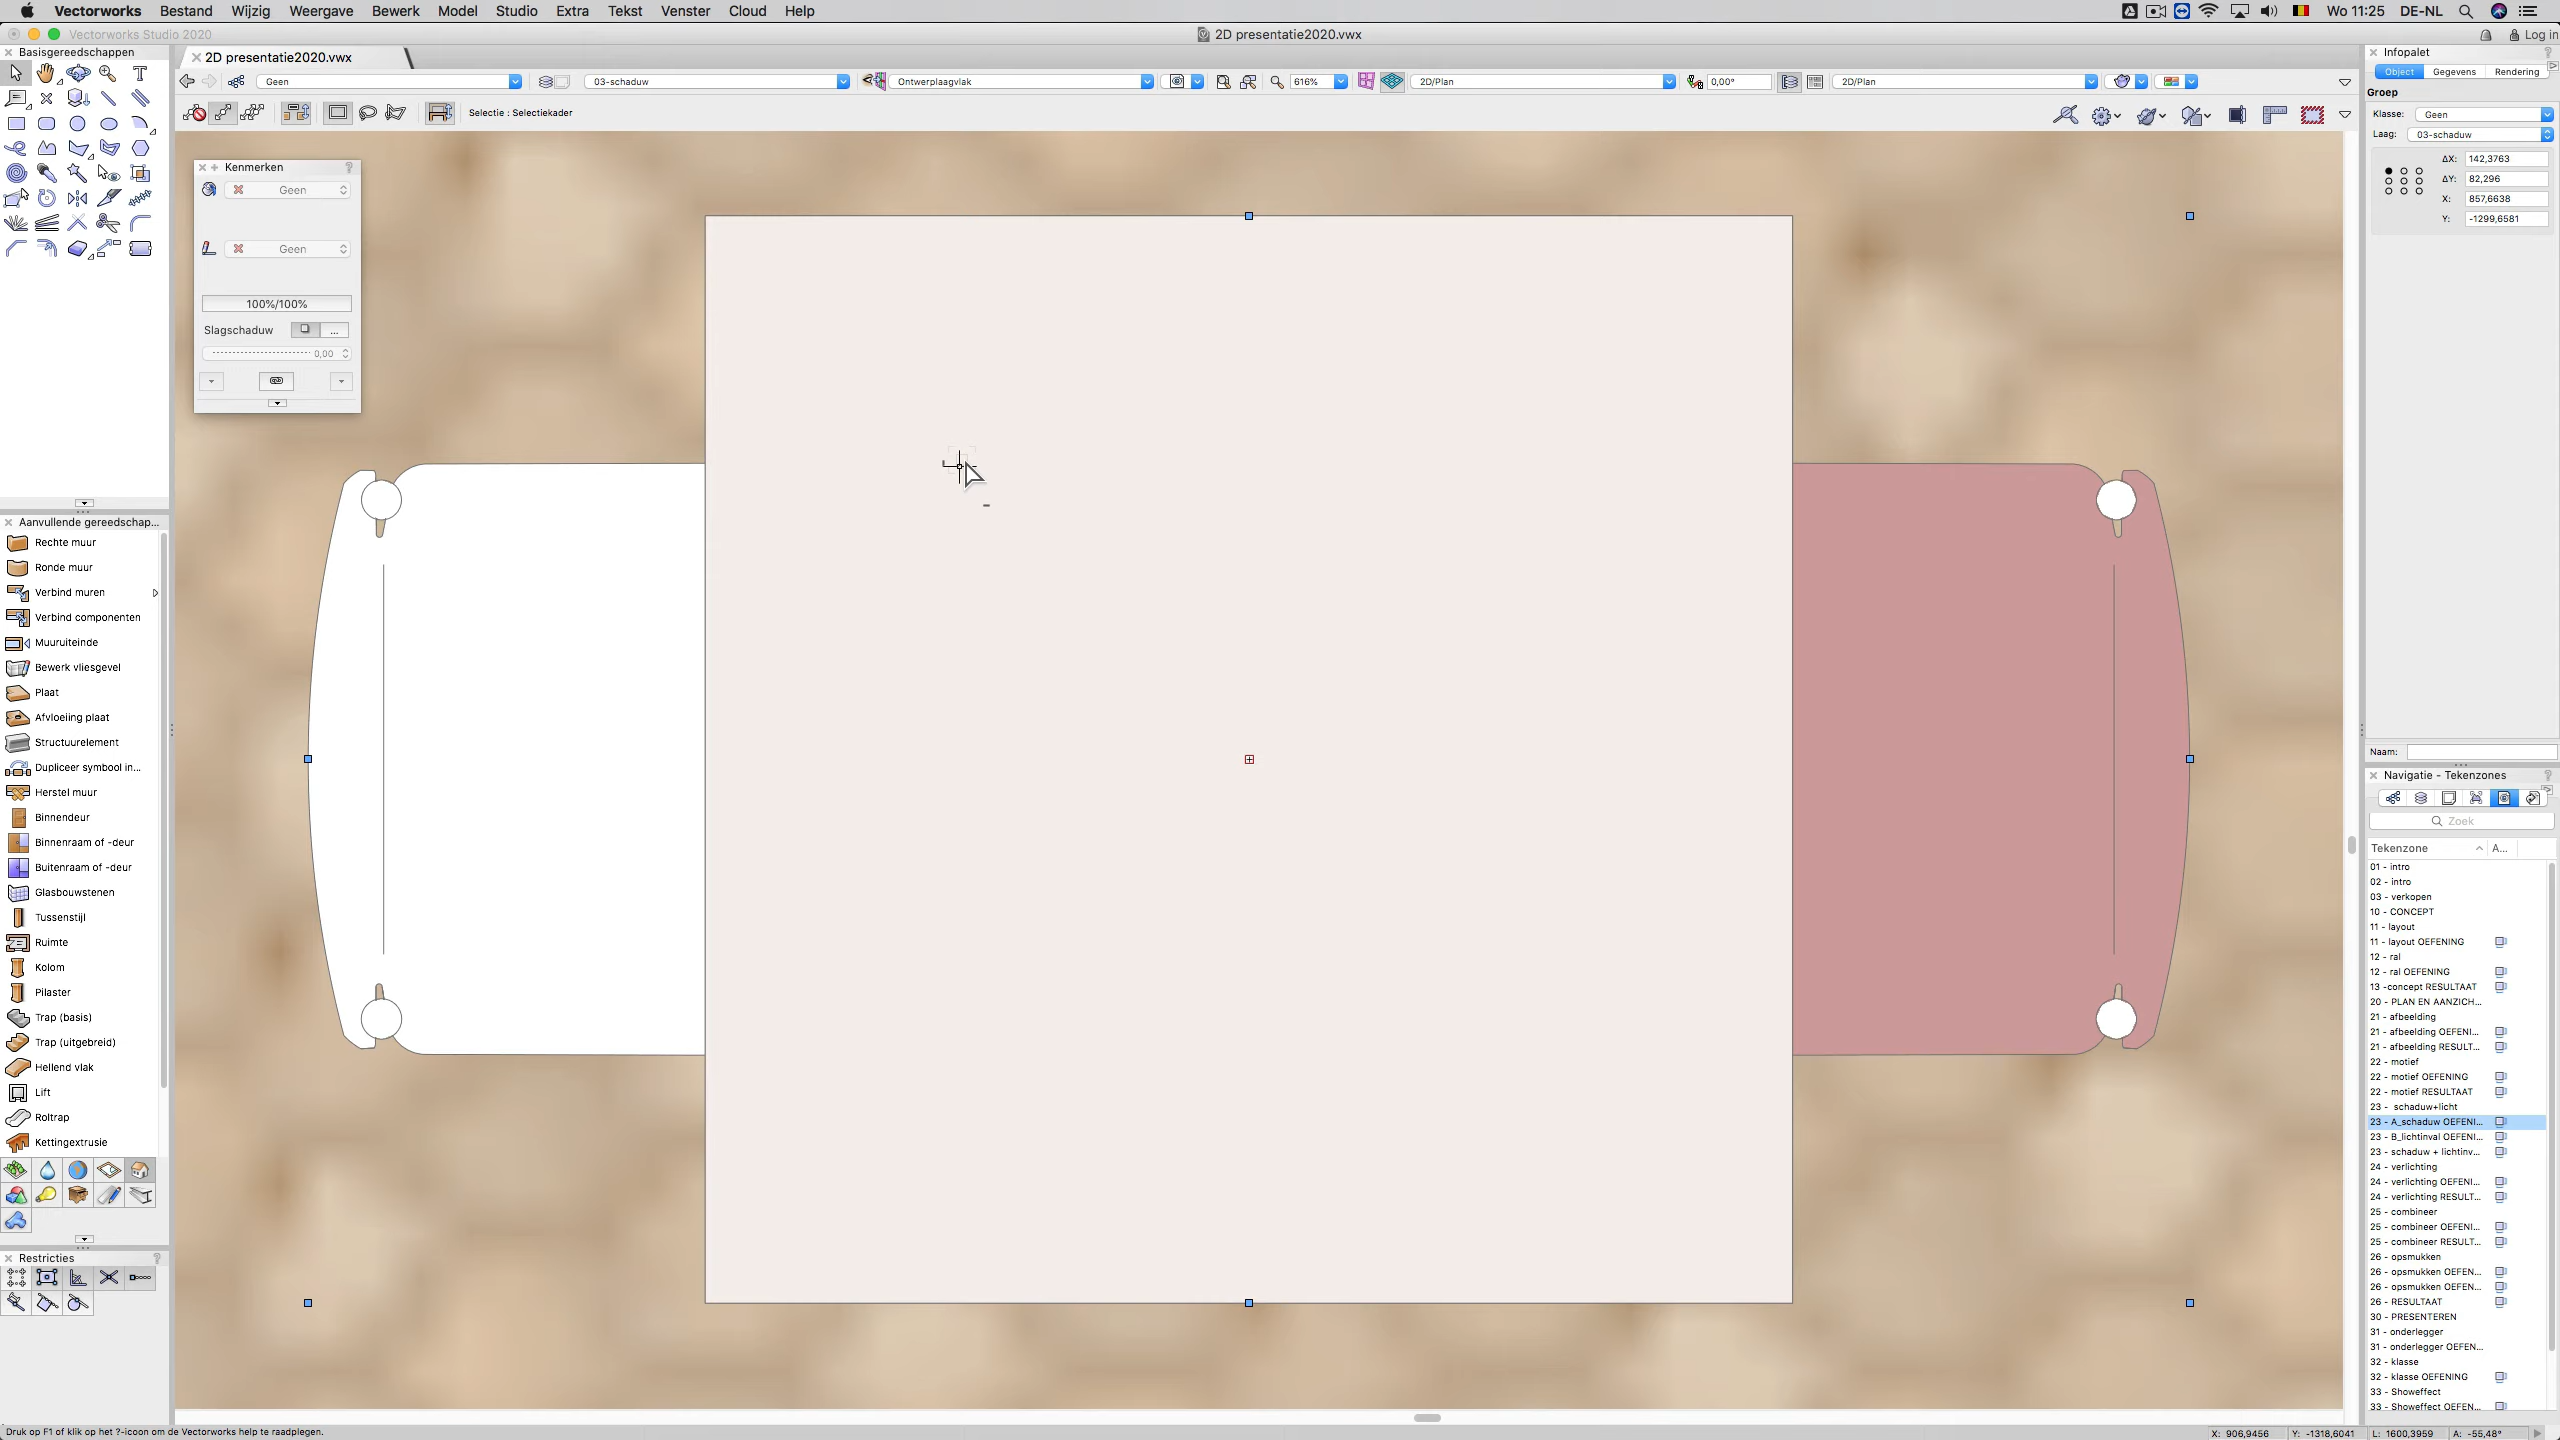 Vectorworks Bestand Wijzig Weergave Bewerk Model Studio Extra Tekst Venster Cloud Help
Wo 11:25 DE-NL
Vectorworks Studio 2020
2D presentatie2020.vwx
Log in
Basisgereedschappen
2D presentatie2020.vwx
Geen
03-schaduw
Ontwerplaagvlak
616%
2D/Plan
0,00°
2D/Plan
Selectie : Selectiekader
Kenmerken
Geen
Geen
100%/100%
Slagschaduw
...
0,00
Aanvullende gereedschap...
Rechte muur
Ronde muur
Verbind muren
Verbind componenten
Muuruiteinde
Bewerk vliesgevel
Plaat
Afvloeiing plaat
Structuurelement
Dupliceer symbool in...
Herstel muur
Binnendeur
Binnenraam of -deur
Buitenraam of -deur
Glasbouwstenen
Tussenstijl
Ruimte
Kolom
Pilaster
Trap (basis)
Trap (uitgebreid)
Hellend vlak
Lift
Roltrap
Kettingextrusie
Restricties
Infopalet
Object Gegevens Rendering
Groep
Klasse: Geen
Laag: 03-schaduw
ΔX: 142,3763
ΔY: 82,296
X: 857,6638
Y: -1299,6581
Naam:
Navigatie - Tekenzones
Zoek
Tekenzone A...
01 - intro
02 - intro
03 - verkopen
10 - CONCEPT
11 - layout
11 - layout OEFENING
12 - ral
12 - ral OEFENING
13 -concept RESULTAAT
20 - PLAN EN AANZICH...
21 - afbeelding
21 - afbeelding OEFENI...
21 - afbeelding RESULT...
22 - motief
22 - motief OEFENING
22 - motief RESULTAAT
23 -  schaduw+licht
23 - A_schaduw OEFENI...
23 - B_lichtinval OEFENI...
23 - schaduw + lichtinv...
24 - verlichting
24 - verlichting OEFENI...
24 - verlichting RESULT...
25 - combineer
25 - combineer OEFENI...
25 - combineer RESULT...
26 - opsmukken
26 - opsmukken OEFEN...
26 - opsmukken OEFEN...
26 - RESULTAAT
30 - PRESENTEREN
31 - onderlegger
31 - onderlegger OEFEN...
32 - klasse
32 - klasse OEFENING
33 - Showeffect
33 - Showeffect OEFEN...
Druk op F1 of klik op het ?-icoon om de Vectorworks help te raadplegen.
X: 906,9456 Y: -1318,6041 L: 1600,3959 A: -55,48°